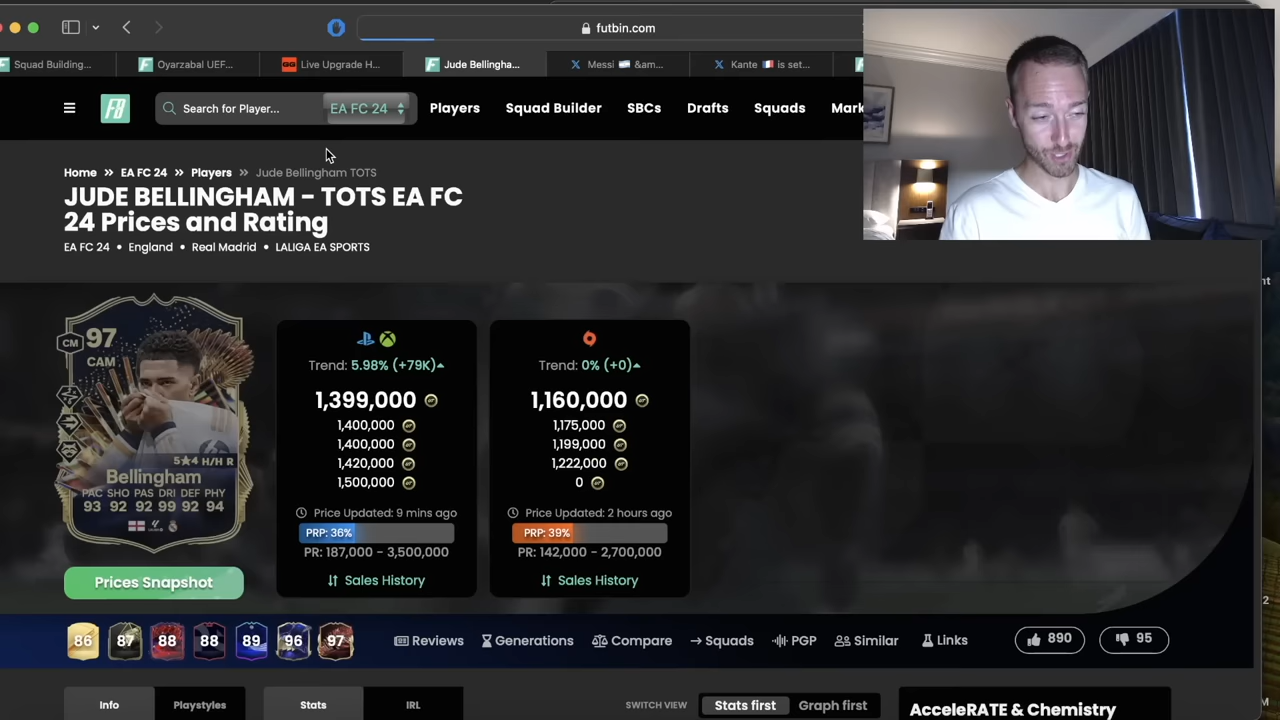 futbin.com
Squad Building...
Oyarzabal UEF...
GG Live Upgrade H...
Jude Bellingha...
Messi &am...
Kante is set...
FB
Search for Player...
EA FC 24
Players
Squad Builder
SBCs
Drafts
Squads
Mark
Home » EA FC 24 » Players » Jude Bellingham TOTS
JUDE BELLINGHAM - TOTS EA FC
24 Prices and Rating
EA FC 24 • England • Real Madrid • LALIGA EA SPORTS
97
CM
CAM
5★4 H/H R
Bellingham
PAC SHO PAS DRI DEF PHY
93 92 92 99 92 94
Prices Snapshot
Trend: 5.98% (+79K)
1,399,000
1,400,000
1,400,000
1,420,000
1,500,000
Price Updated: 9 mins ago
PRP: 36%
PR: 187,000 - 3,500,000
Sales History
Trend: 0% (+0)
1,160,000
1,175,000
1,199,000
1,222,000
0
Price Updated: 2 hours ago
PRP: 39%
PR: 142,000 - 2,700,000
Sales History
86 87 88 88 89 96 97
Reviews
Generations
Compare
Squads
PGP
Similar
Links
890
95
Info
Playstyles
Stats
IRL
SWITCH VIEW
Stats first
Graph first
AcceleRATE & Chemistry